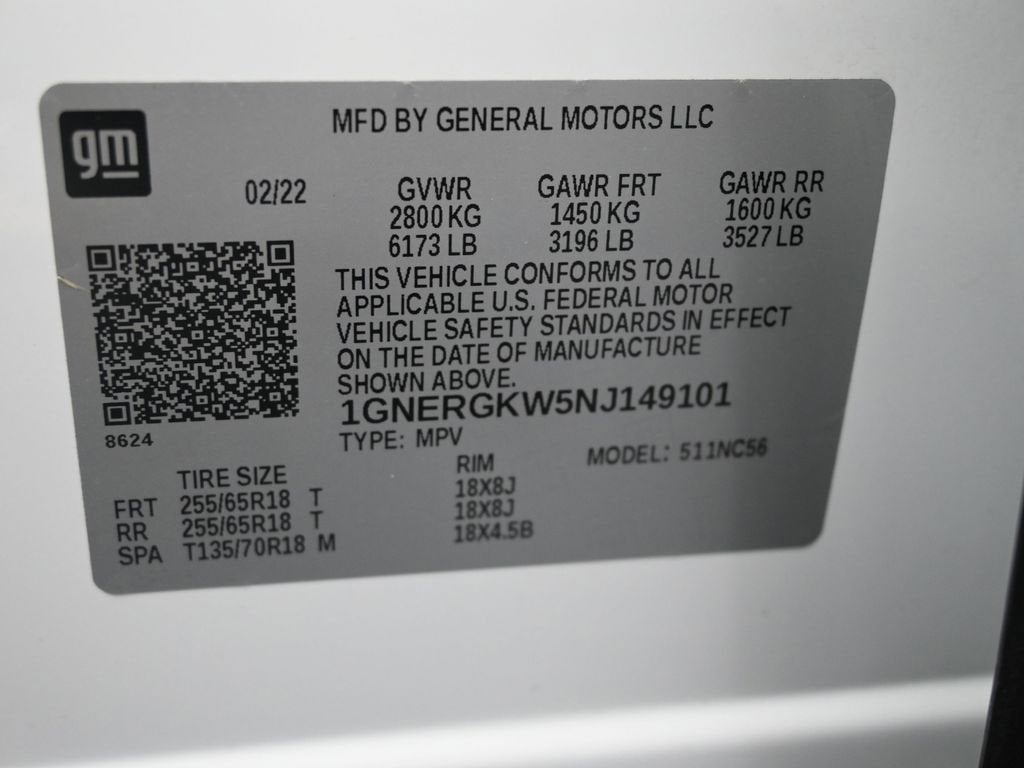 gm
MFD BY GENERAL MOTORS LLC
02/22 GVWR GAWR FRT GAWR RR
2800 KG 1450 KG 1600 KG
6173 LB 3196 LB 3527 LB
THIS VEHICLE CONFORMS TO ALL
APPLICABLE U.S. FEDERAL MOTOR
VEHICLE SAFETY STANDARDS IN EFFECT
ON THE DATE OF MANUFACTURE
SHOWN ABOVE.
1GNERGKW5NJ149101
8624
TYPE: MPV
MODEL: 511NC56
TIRE SIZE RIM
FRT 255/65R18 T 18X8J
RR 255/65R18 T 18X8J
SPA T135/70R18 M 18X4.5B